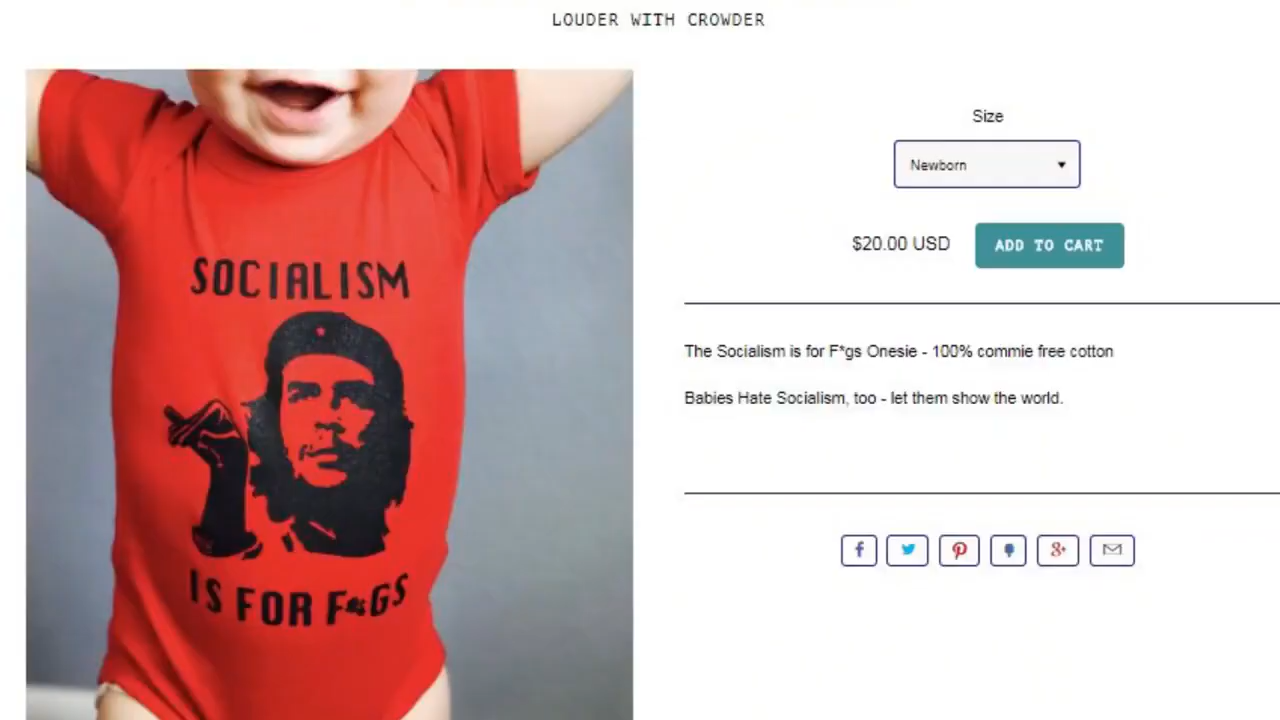 LOUDER WITH CROWDER
SOCIALISM
IS FOR F*GS
Size
Newborn
$20.00 USD
ADD TO CART
The Socialism is for F*gs Onesie - 100% commie free cotton
Babies Hate Socialism, too - let them show the world.